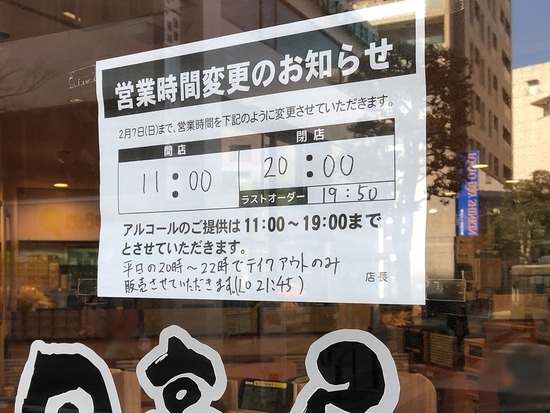 営業時間変更のお知らせ
2月7日(日)まで、営業時間を下記のように変更させていただきます。
開店 閉店
11:00 20:00
ラストオーダー 19:50
アルコールのご提供は11:00～19:00まで
とさせていただきます。
平日の20時～22時でテイクアウトのみ
販売させていただきます。(LO 21:45)
店長